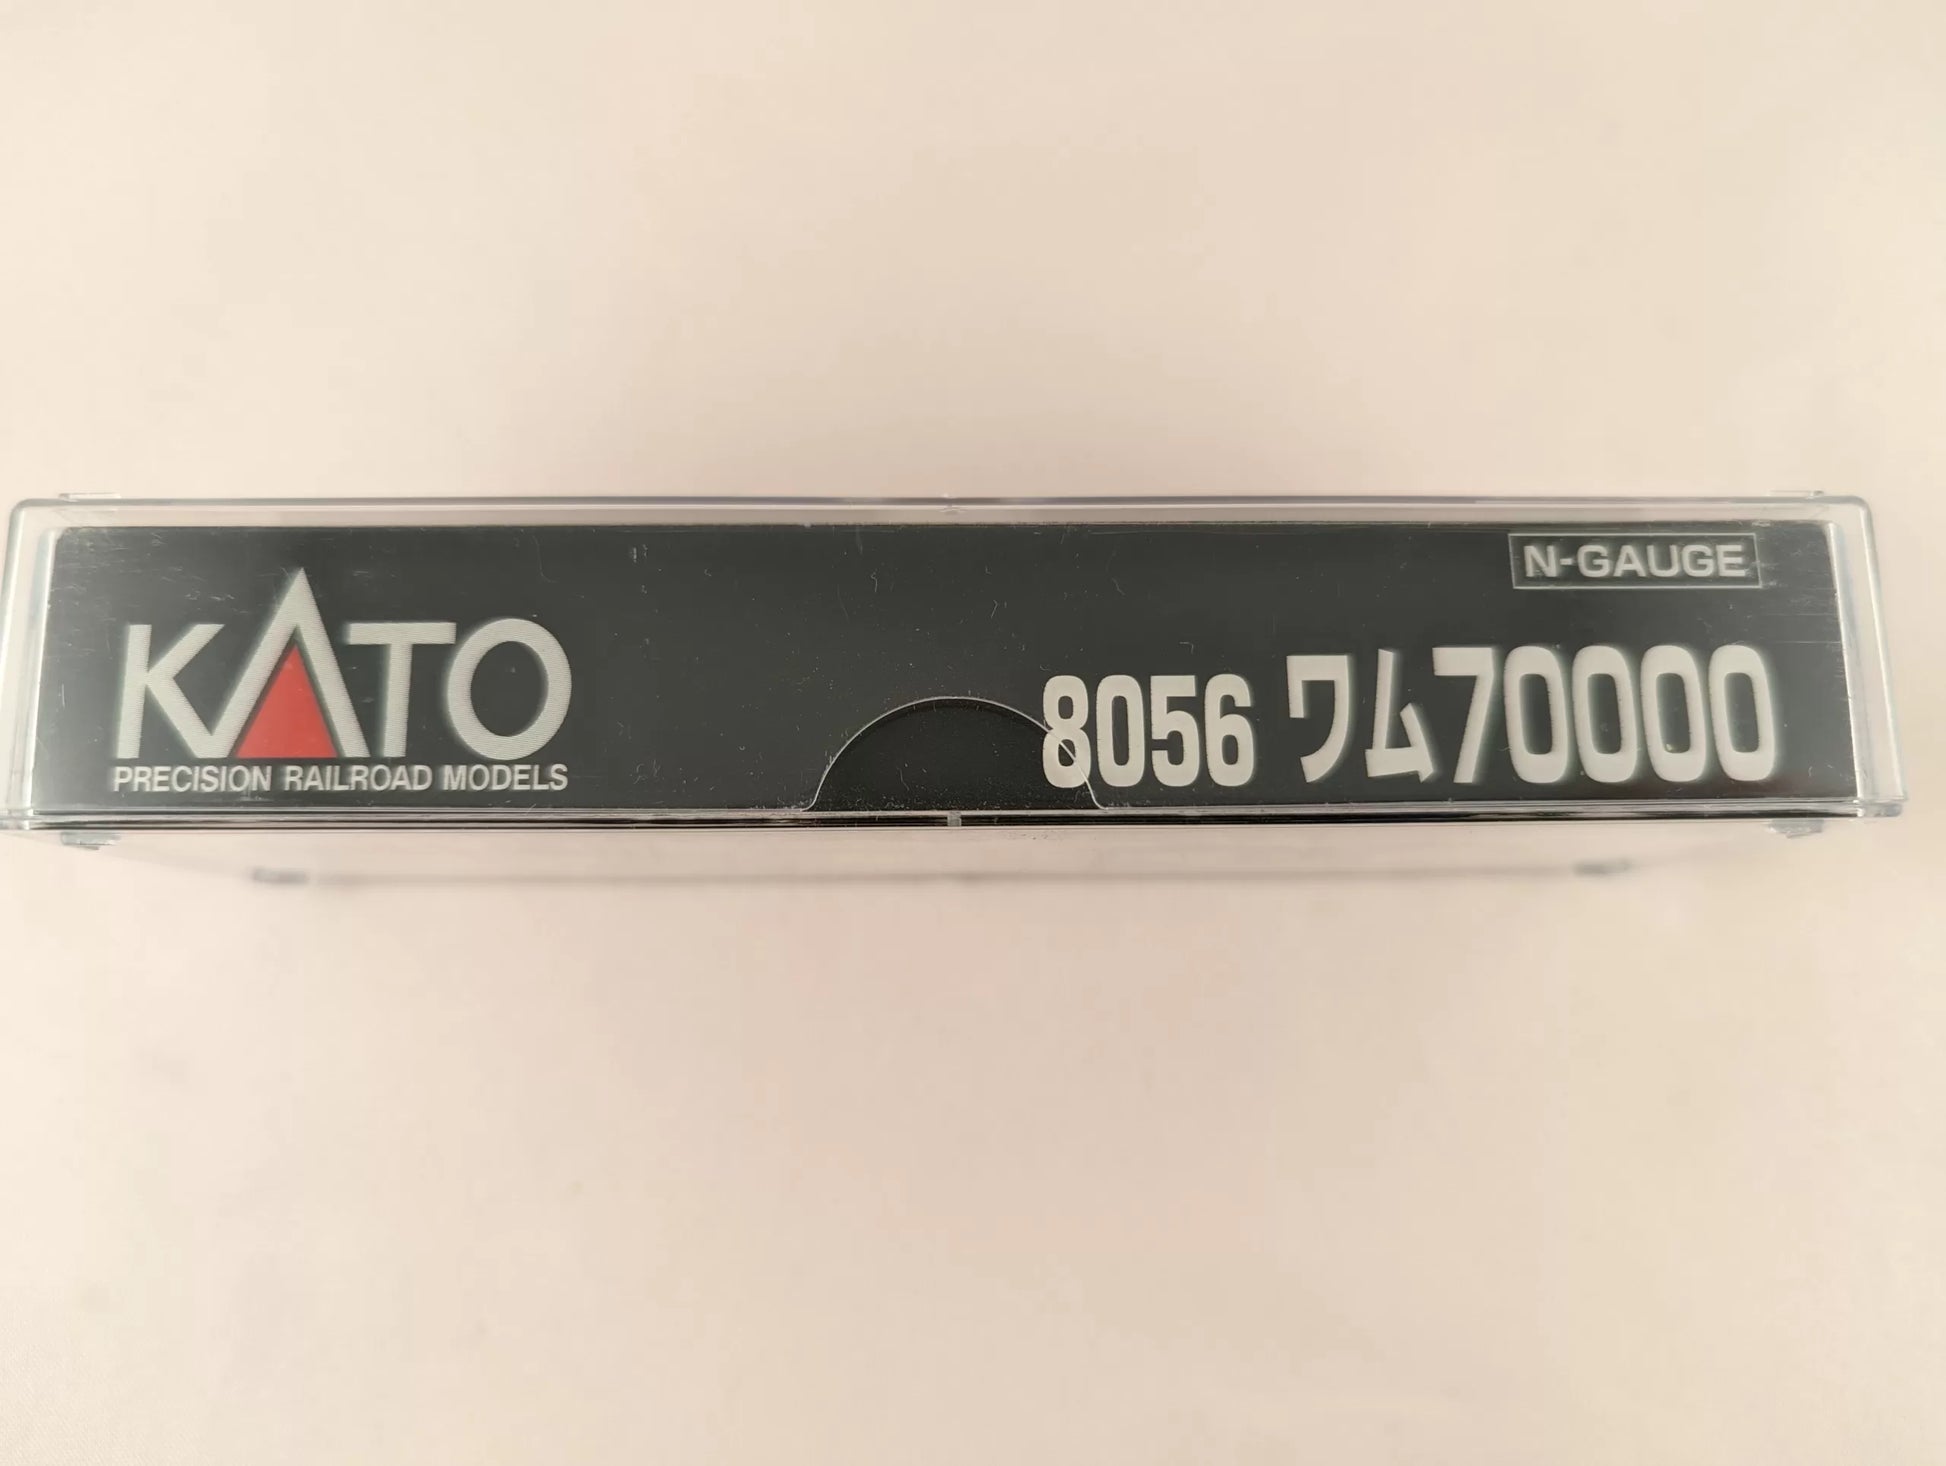 KATO
PRECISION RAILROAD MODELS
N-GAUGE
8056 ワム70000